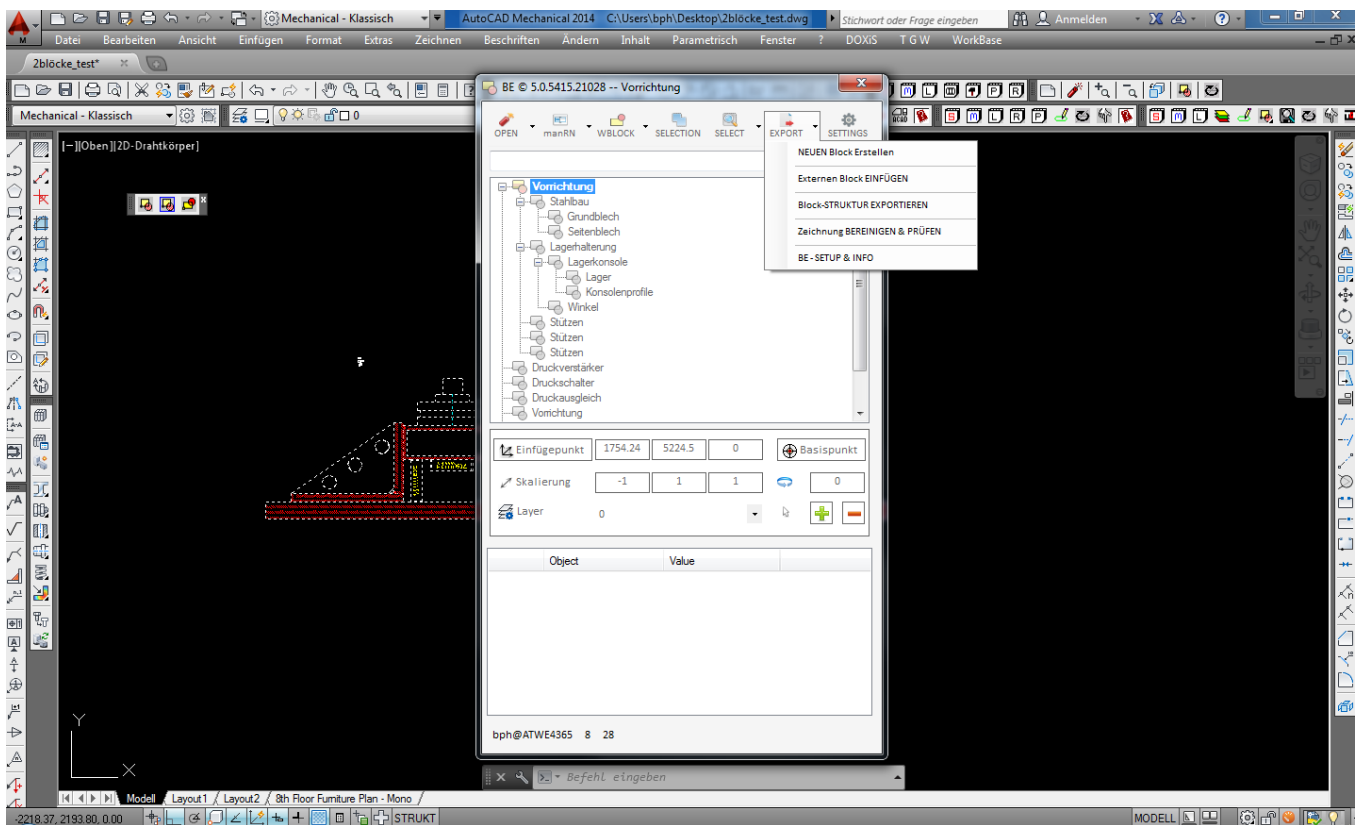 Mechanical - Klassisch
AutoCAD Mechanical 2014 C:\Users\bph\Desktop\2blöcke_test.dwg
Stichwort oder Frage eingeben
Anmelden
Datei Bearbeiten Ansicht Einfügen Format Extras Zeichnen Beschriften Ändern Inhalt Parametrisch Fenster ? DOXiS T G W WorkBase
2blöcke_test*
BE © 5.0.5415.21028 -- Vorrichtung
Mechanical - Klassisch
0
OPEN manRN WBLOCK SELECTION SELECT EXPORT SETTINGS
[−][Oben][2D-Drahtkörper]
NEUEN Block Erstellen
Externen Block EINFÜGEN
Block-STRUKTUR EXPORTIEREN
Zeichnung BEREINIGEN & PRÜFEN
BE - SETUP & INFO
Vorrichtung
Stahlbau
Grundblech
Seitenblech
Lagerhalterung
Lagerkonsole
Lager
Konsolenprofile
Winkel
Stützen
Stützen
Stützen
Druckverstärker
Druckschalter
Druckausgleich
Vorrichtung
Einfügepunkt 1754.24 5224.5 0 Basispunkt
Skalierung -1 1 1 0
Layer 0
Object Value
bph@ATWE4365 8 28
Y
X
Befehl eingeben
Modell Layout1 Layout2 8th Floor Furniture Plan - Mono
-2218.37, 2193.80, 0.00 STRUKT MODELL